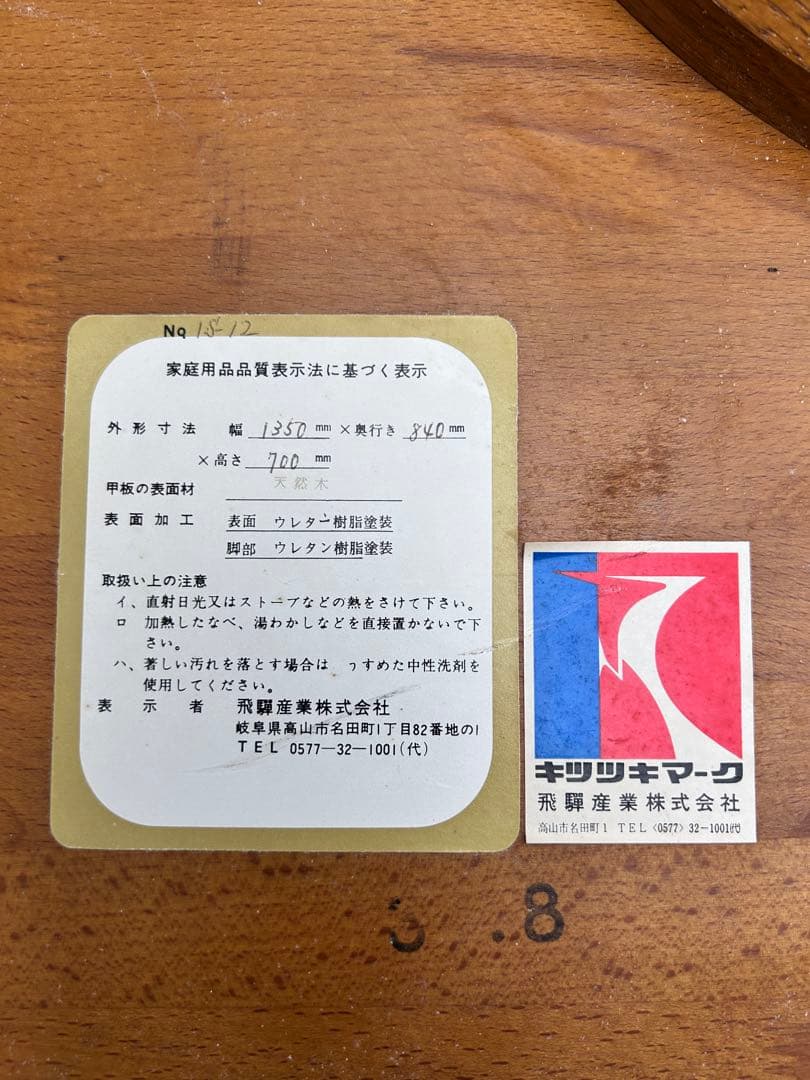 No 15-12
家庭用品品質表示法に基づく表示
外形寸法 幅 1350 mm ×奥行き 840 mm
×高さ 700 mm
甲板の表面材 天然木
表面加工 表面 ウレタン樹脂塗装
脚部 ウレタン樹脂塗装
取扱い上の注意
イ、直射日光又はストーブなどの熱をさけて下さい。
ロ 加熱したなべ、湯わかしなどを直接置かないで下
さい。
ハ、著しい汚れを落とす場合は うすめた中性洗剤を
使用してください。
表示者 飛驒産業株式会社
岐阜県高山市名田町1丁目82番地の1
TEL 0577-32-1001(代)
キツツキマーク
飛驒産業株式会社
高山市名田町1 TEL〈0577〉32-1001(代)
.8